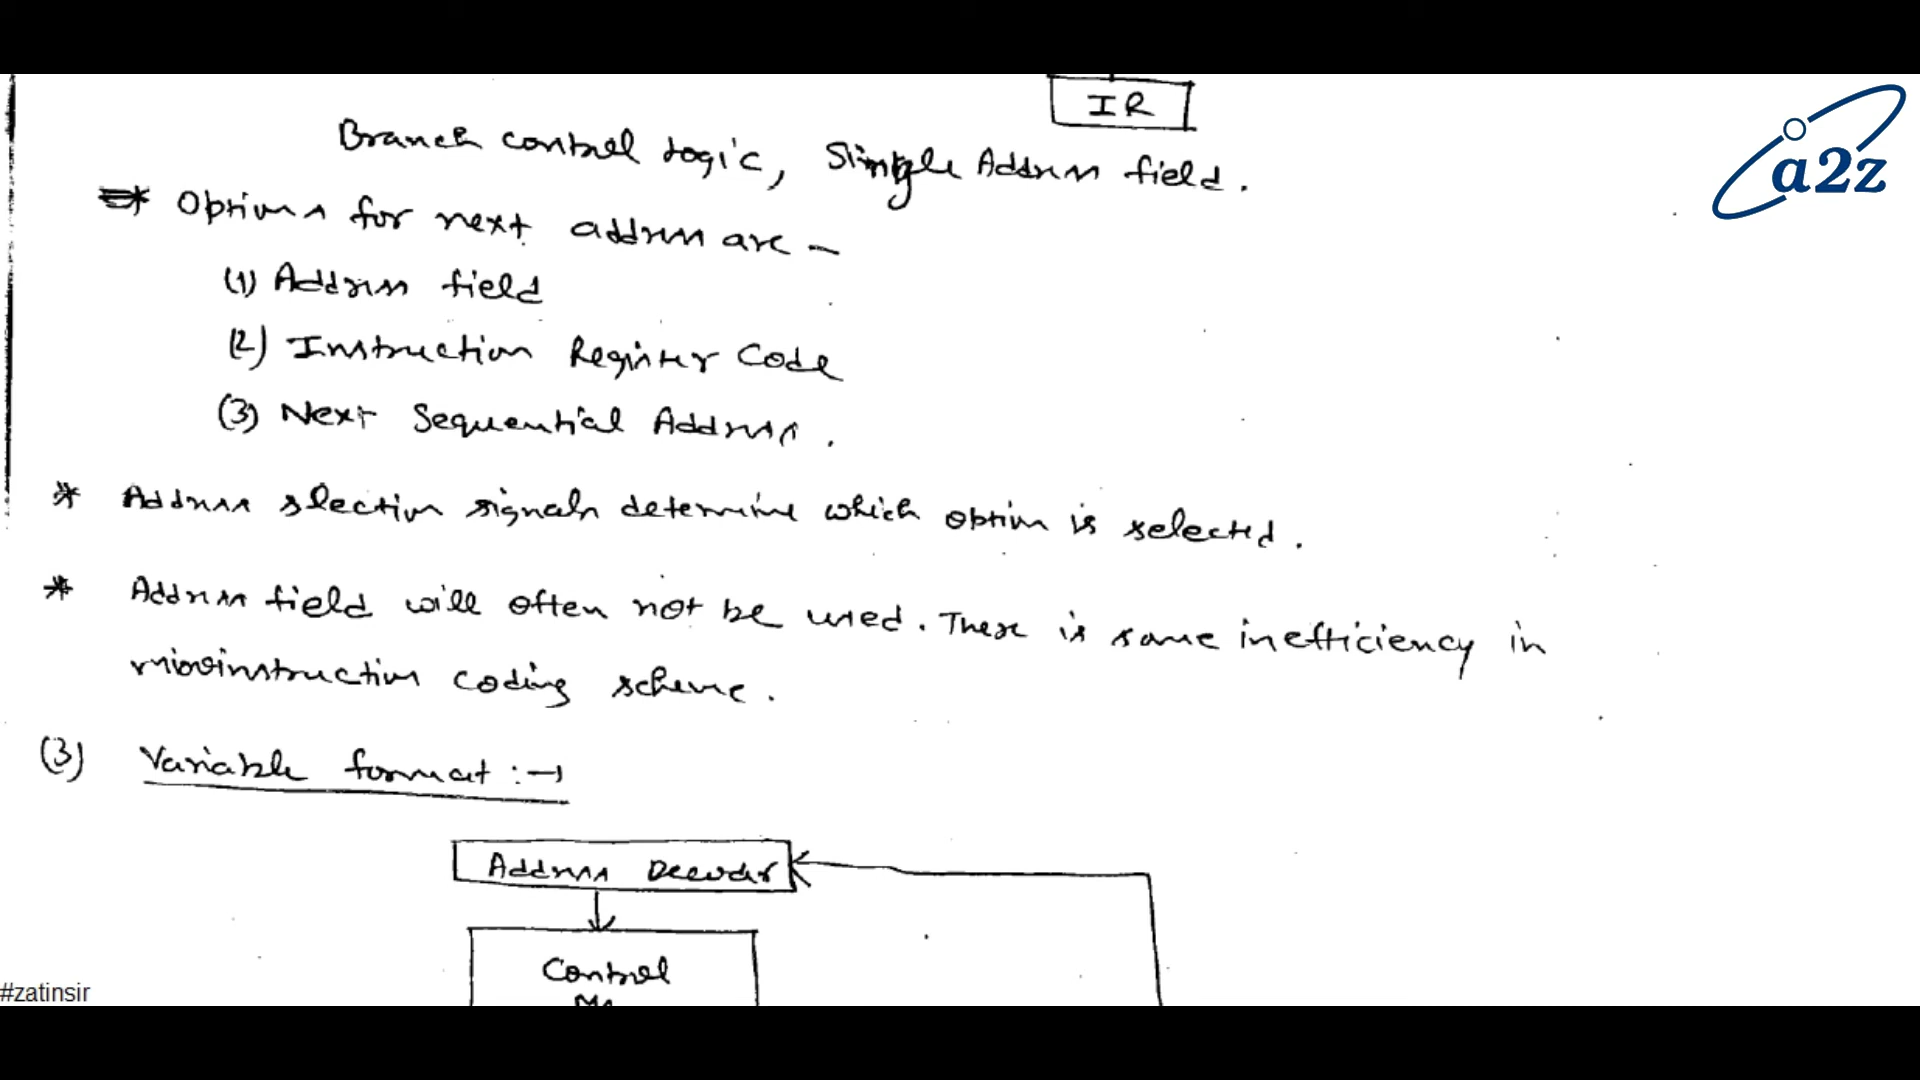 IR
a2z
Branch control logic, Single Address field.
* Options for next address are -
(1) Address field
(2) Instruction Register Code
(3) Next Sequential Address.
* Address slection signals determine which option is selected.
* Address field will often not be used. There is some inefficiency in
microinstruction coding scheme.
(3) Variable format :-
Address Decoder
Control
#zatinsir